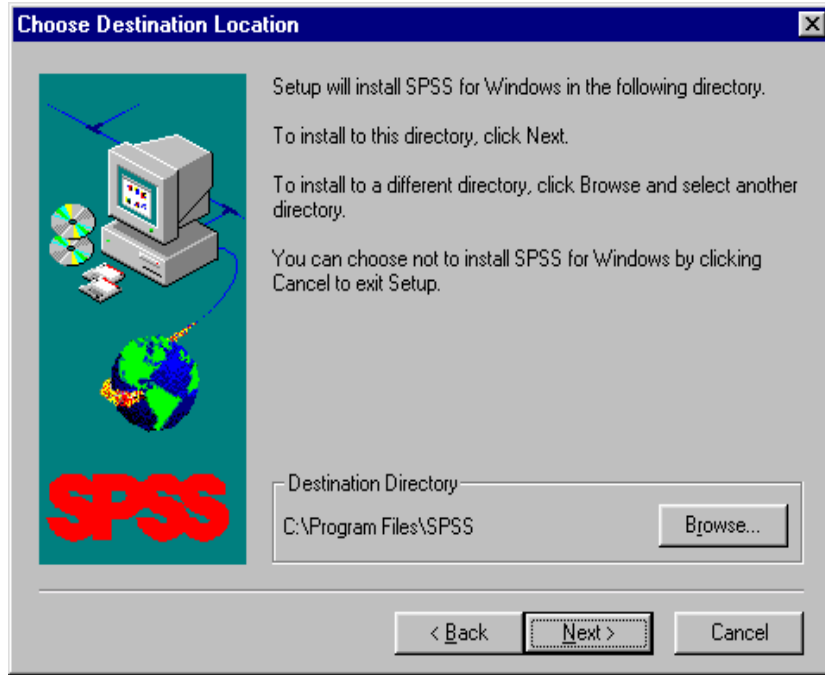 Choose Destination Location
Setup will install SPSS for Windows in the following directory.
To install to this directory, click Next.
To install to a different directory, click Browse and select another
directory.
You can choose not to install SPSS for Windows by clicking
Cancel to exit Setup.
SPSS
Destination Directory
C:\Program Files\SPSS
Browse...
< Back
Next >
Cancel